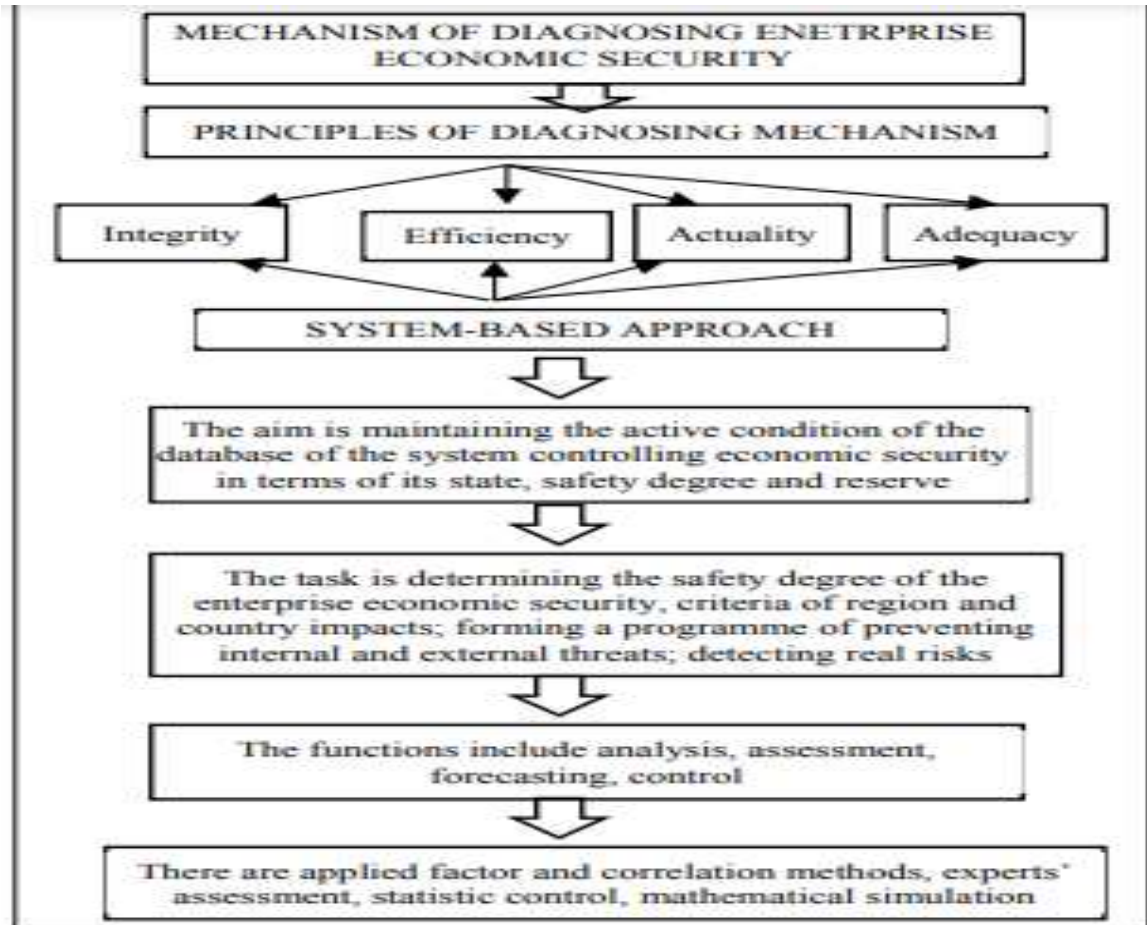 MECHANISM OF DIAGNOSING ENETRPRISE
ECONOMIC SECURITY
PRINCIPLES OF DIAGNOSING MECHANISM
Integrity
Efficiency
Actuality
Adequacy
SYSTEM-BASED APPROACH
The aim is maintaining the active condition of the
database of the system controlling economic security
in terms of its state, safety degree and reserve
The task is determining the safety degree of the
enterprise economic security, criteria of region and
country impacts; forming a programme of preventing
internal and external threats; detecting real risks
The functions include analysis, assessment,
forecasting, control
There are applied factor and correlation methods, experts'
assessment, statistic control, mathematical simulation